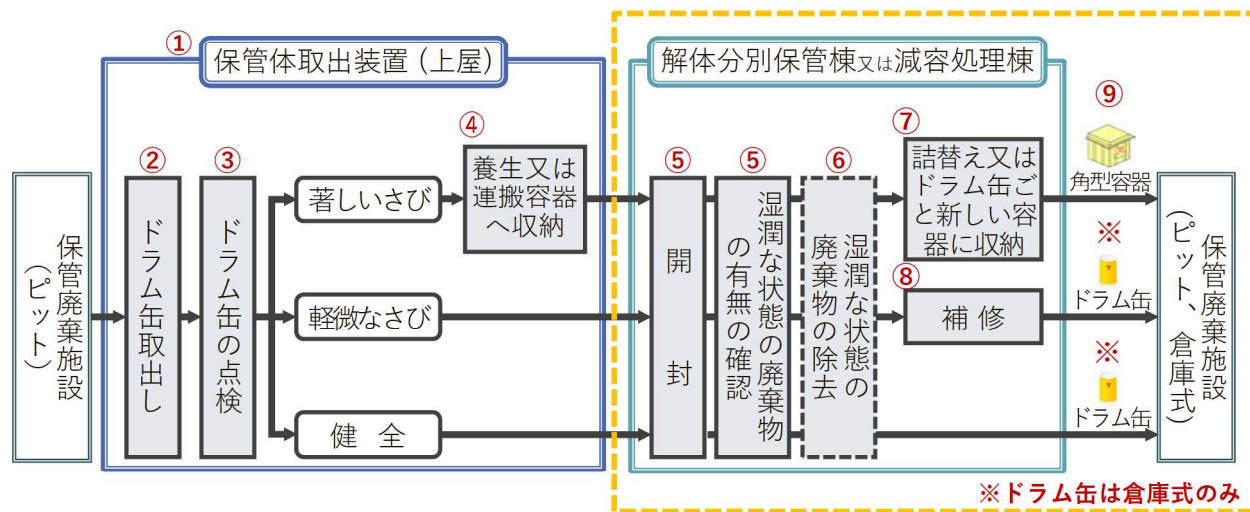 ①
保管体取出装置(上屋)
解体分別保管棟又は減容処理棟
保管廃棄施設
(ピット)
②
ドラム缶取出し
③
ドラム缶の点検
著しいさび
軽微なさび
健 全
④
養生又は
運搬容器
へ収納
⑤
開 封
⑤
湿潤な状態の廃棄物
の有無の確認
⑥
湿潤な状態の
廃棄物の除去
⑦
詰替え又は
ドラム缶ご
と新しい容
器に収納
⑧
補 修
⑨
角型容器
※
ドラム缶
※
ドラム缶
保管廃棄施設
(ピット、倉庫式)
※ドラム缶は倉庫式のみ